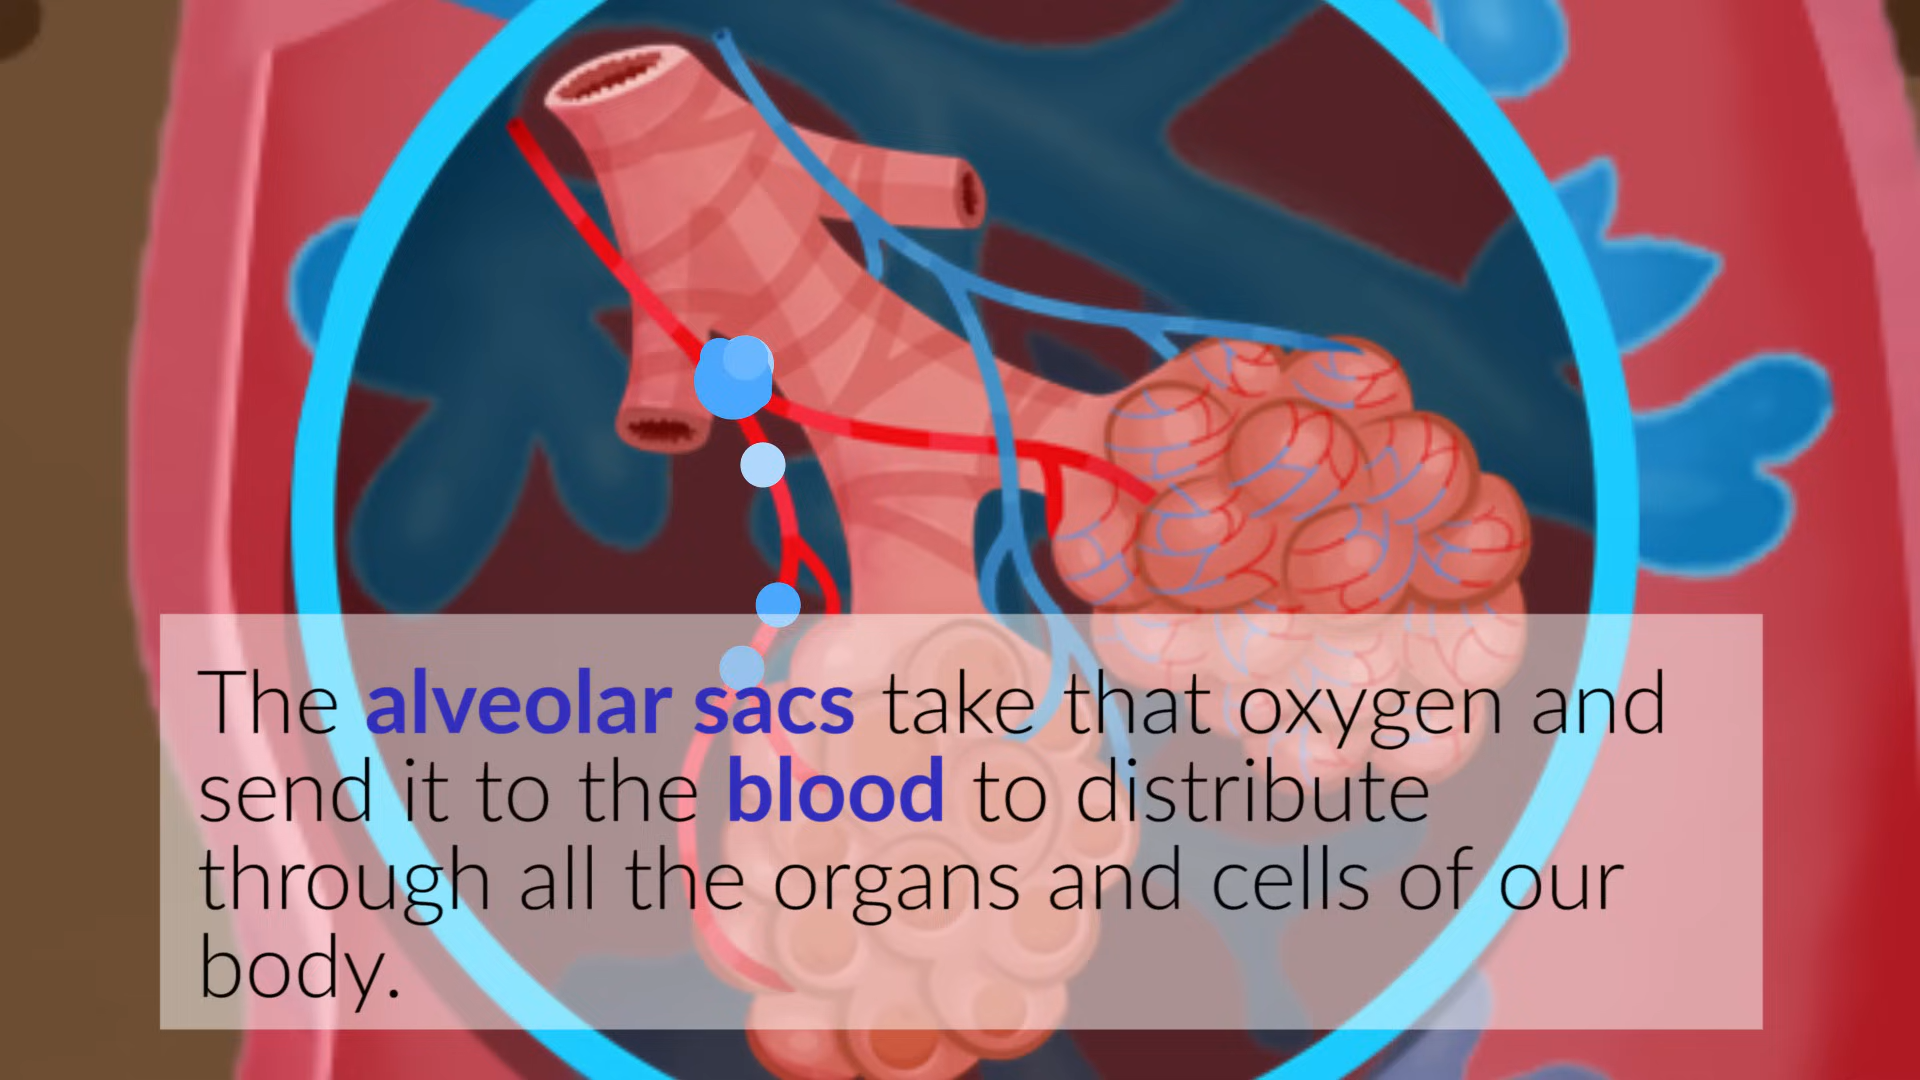 The alveolar sacs take that oxygen and
send it to the blood to distribute
through all the organs and cells of our
body.